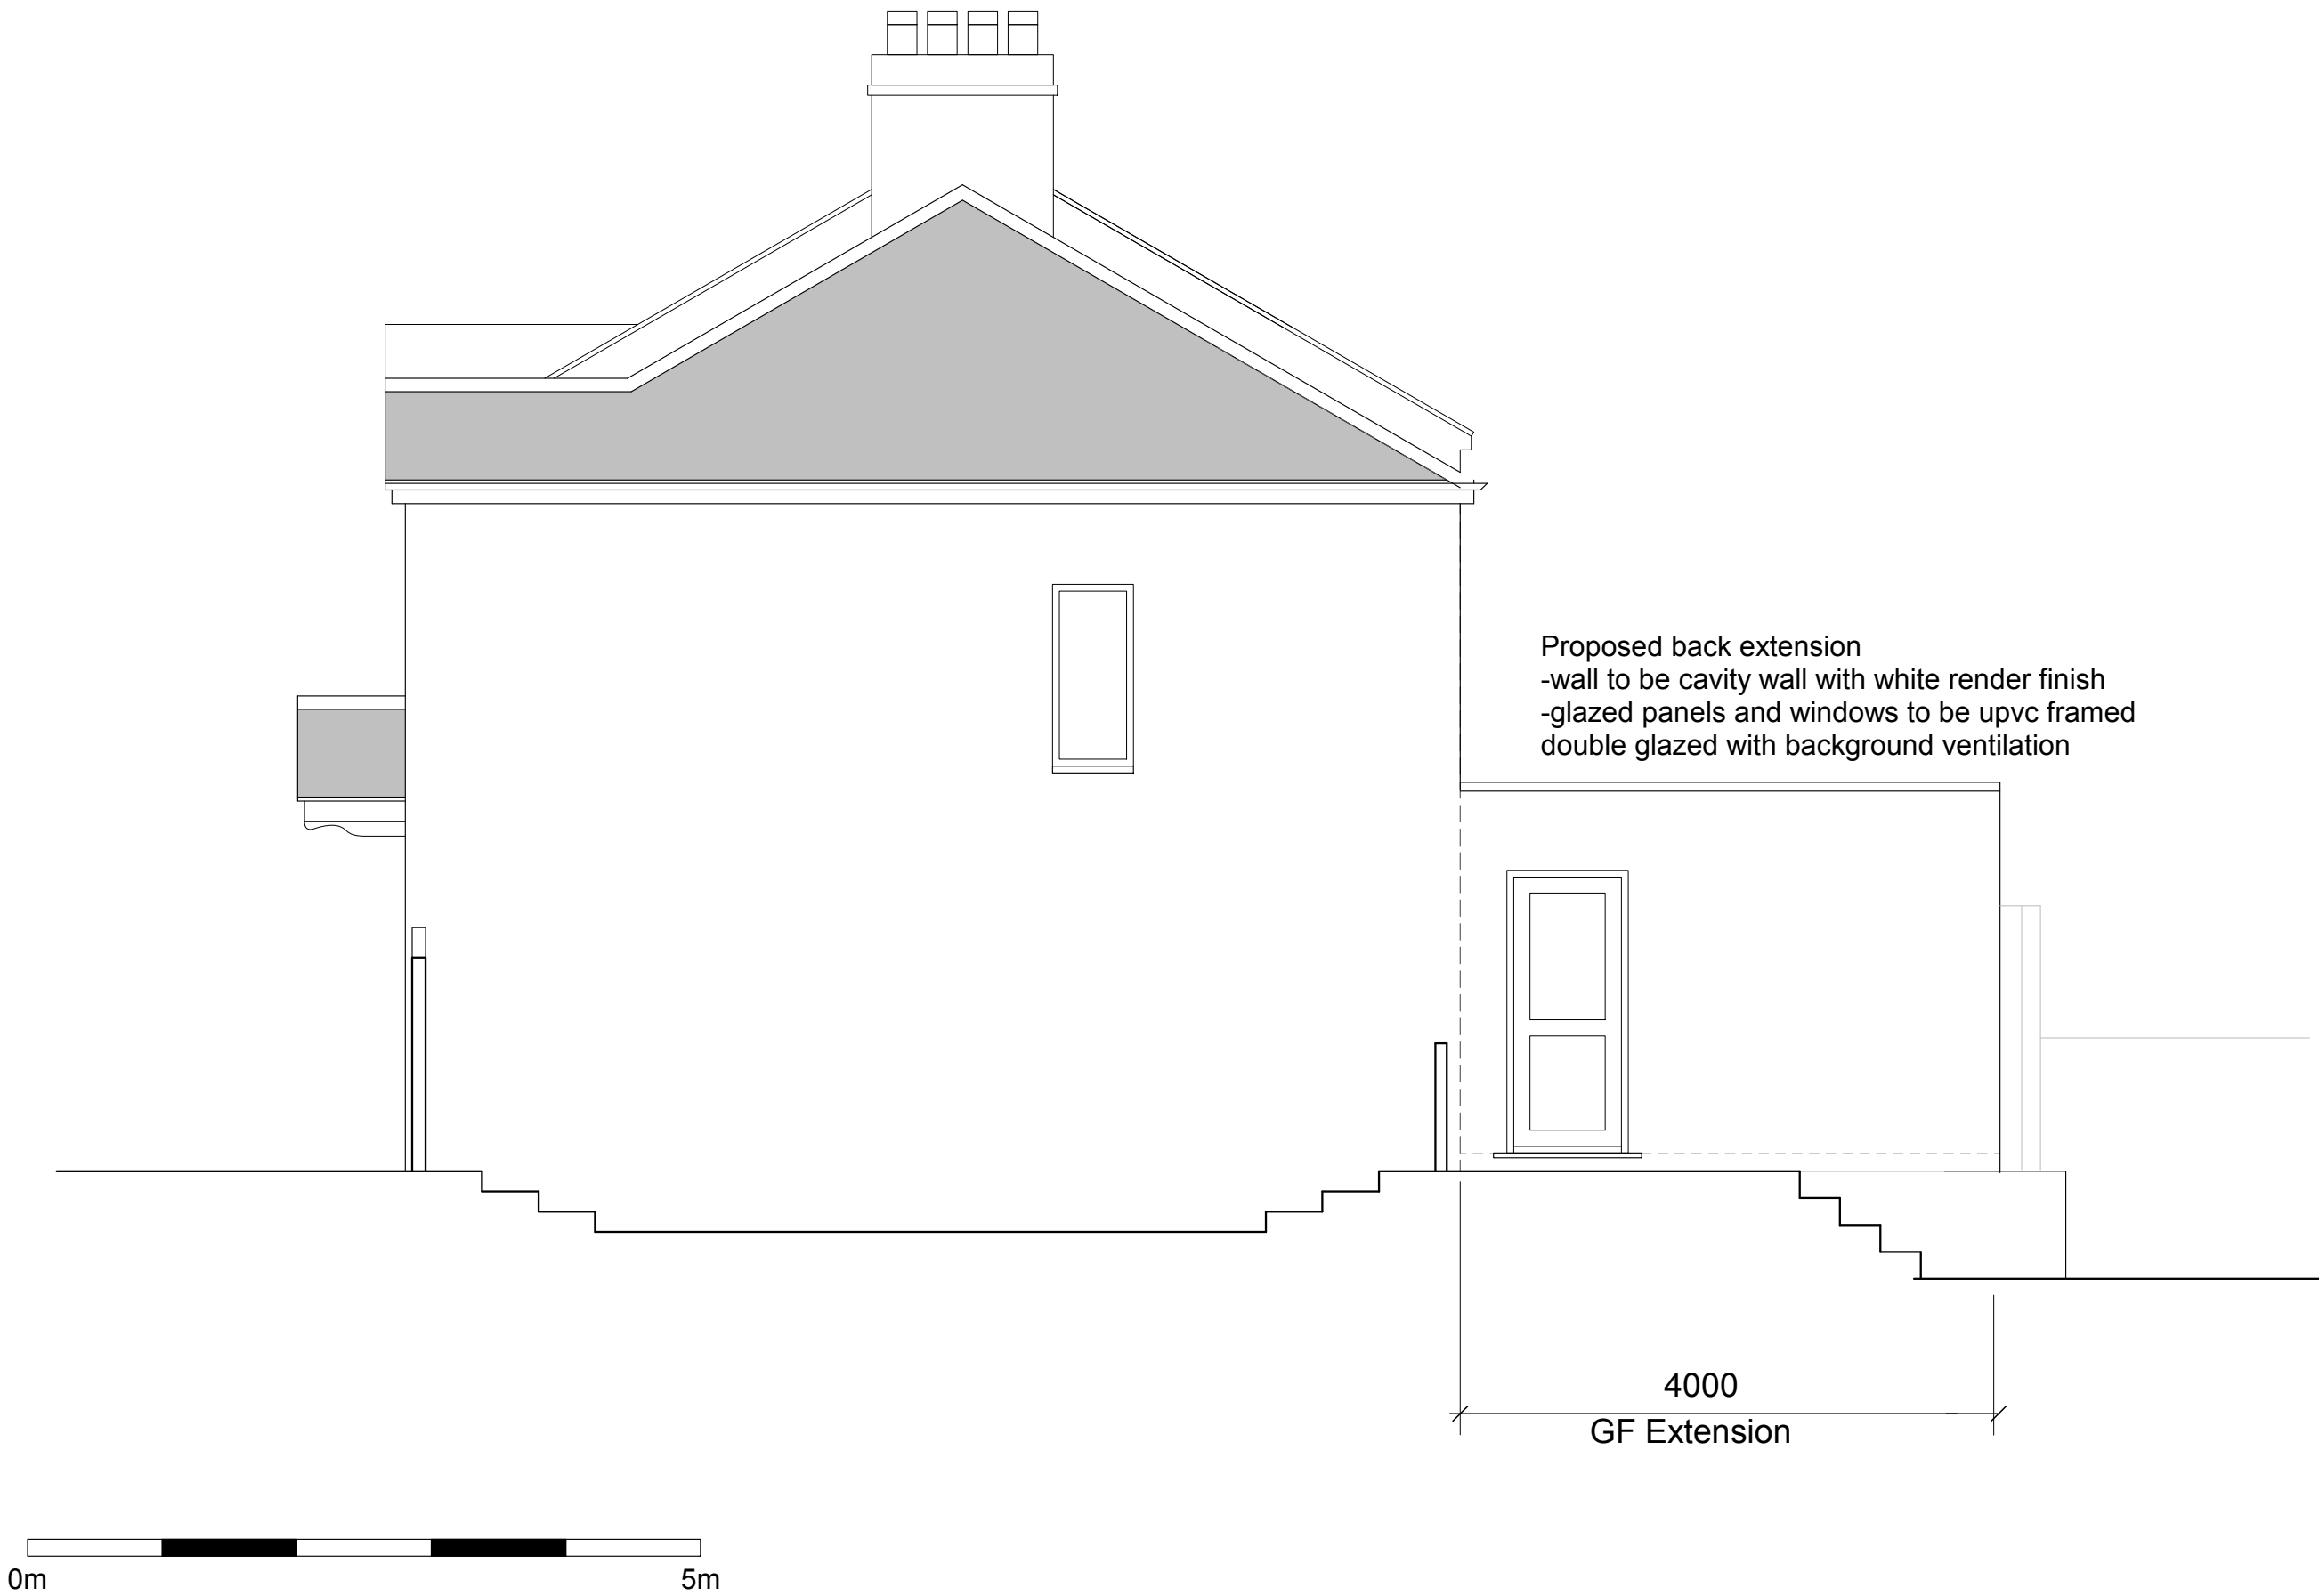 Proposed back extension
-wall to be cavity wall with white render finish
-glazed panels and windows to be upvc framed
double glazed with background ventilation
4000
GF Extension
0m
5m